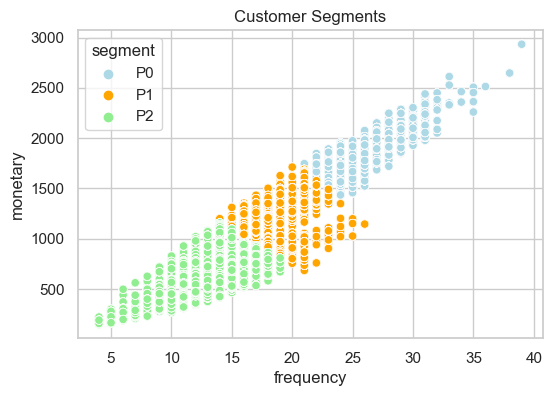 Customer Segments
3000
2500
2000
1500
1000
500
monetary
segment
P0
P1
P2
5 10 15 20 25 30 35 40
frequency